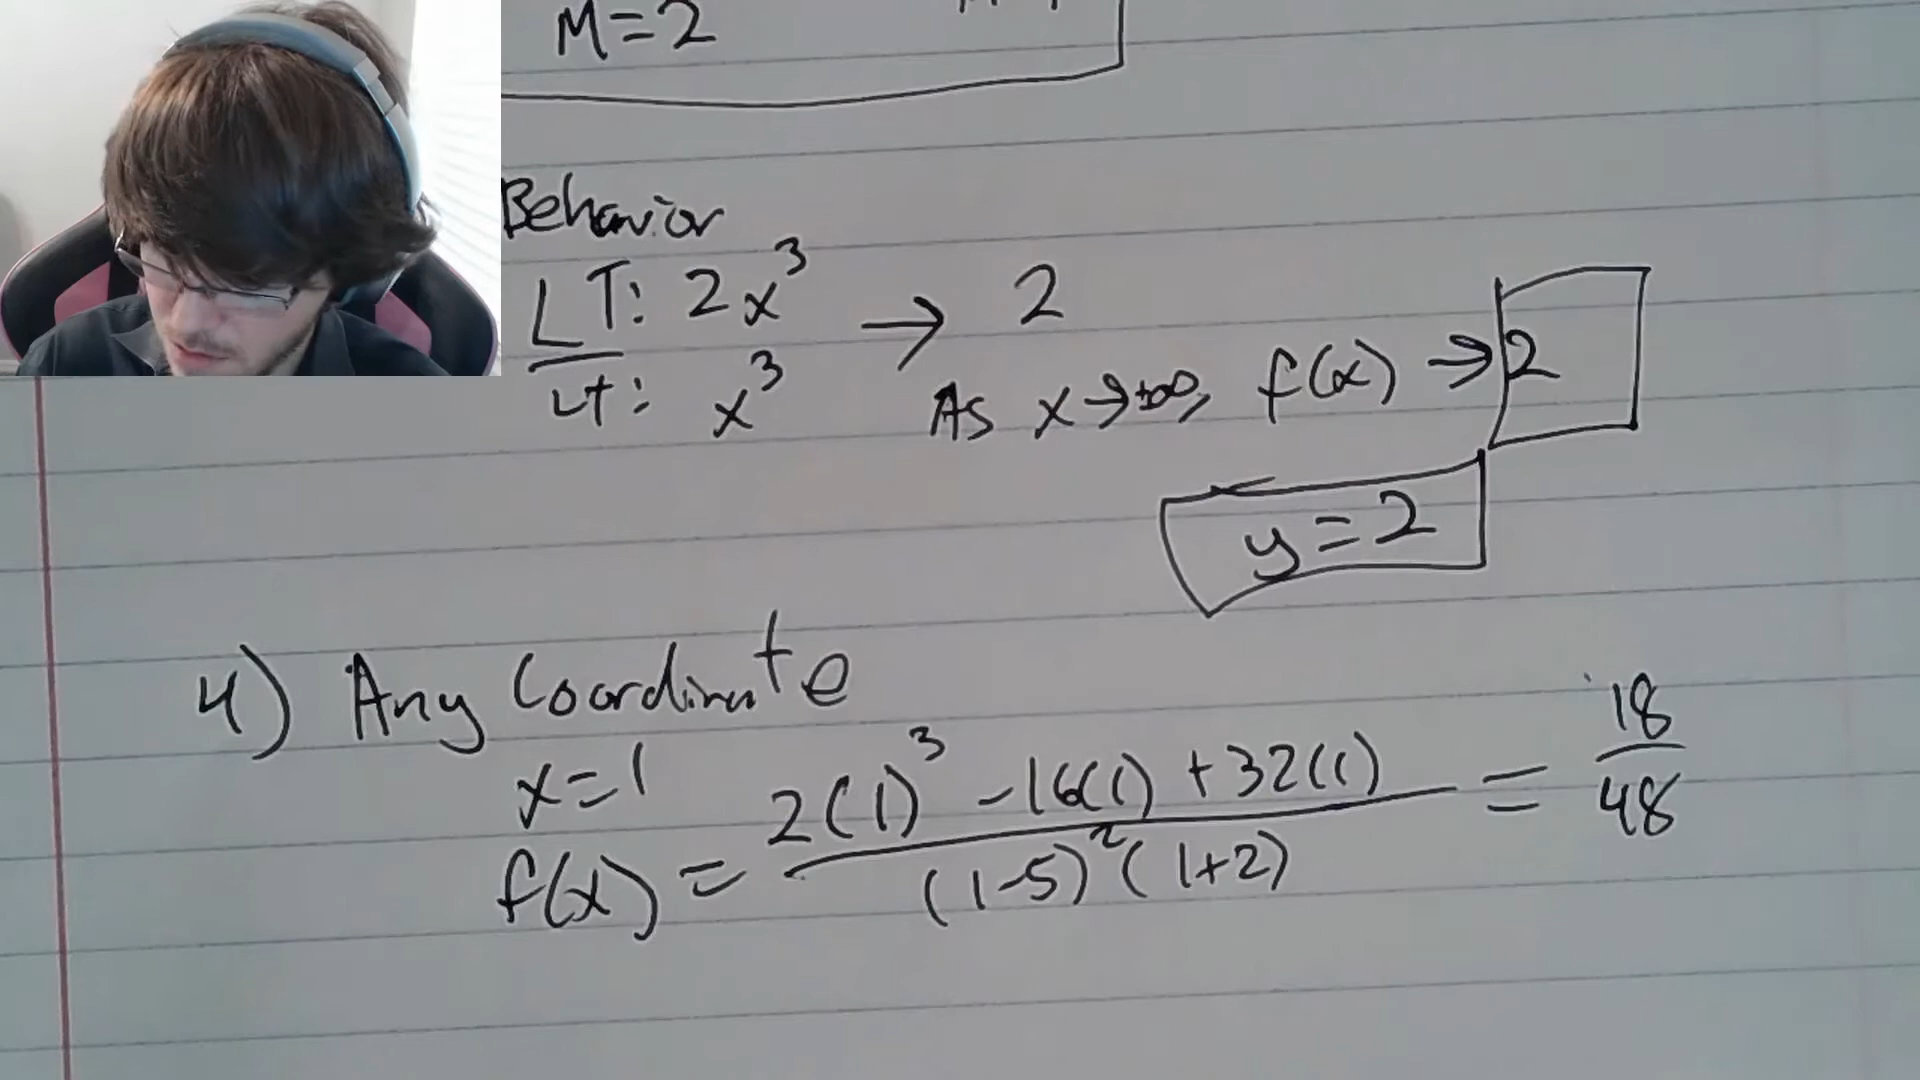 M=2
Behavior
LT: 2x³ → 2
LT: x³ As x→±∞, f(x) → 2
y=2
4) Any Coordinate
x=1 2(1)³ -16(1) +32(1) = 18
f(x) = (1-5)²(1+2) 48